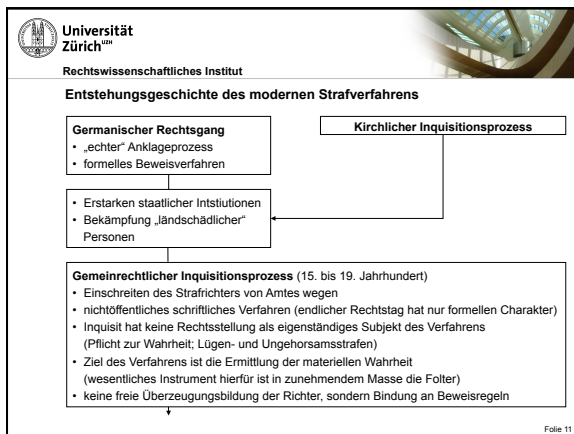 Universität
Zürich UZH
Rechtswissenschaftliches Institut
Entstehungsgeschichte des modernen Strafverfahrens
Germanischer Rechtsgang
• „echter“ Anklageprozess
• formelles Beweisverfahren
Kirchlicher Inquisitionsprozess
• Erstarken staatlicher Intstiutionen
• Bekämpfung „ländschädlicher“
Personen
Gemeinrechtlicher Inquisitionsprozess (15. bis 19. Jahrhundert)
• Einschreiten des Strafrichters von Amtes wegen
• nichtöffentliches schriftliches Verfahren (endlicher Rechtstag hat nur formellen Charakter)
• Inquisit hat keine Rechtsstellung als eigenständiges Subjekt des Verfahrens
(Pflicht zur Wahrheit; Lügen- und Ungehorsamsstrafen)
• Ziel des Verfahrens ist die Ermittlung der materiellen Wahrheit
(wesentliches Instrument hierfür ist in zunehmendem Masse die Folter)
• keine freie Überzeugungsbildung der Richter, sondern Bindung an Beweisregeln
Folie 11